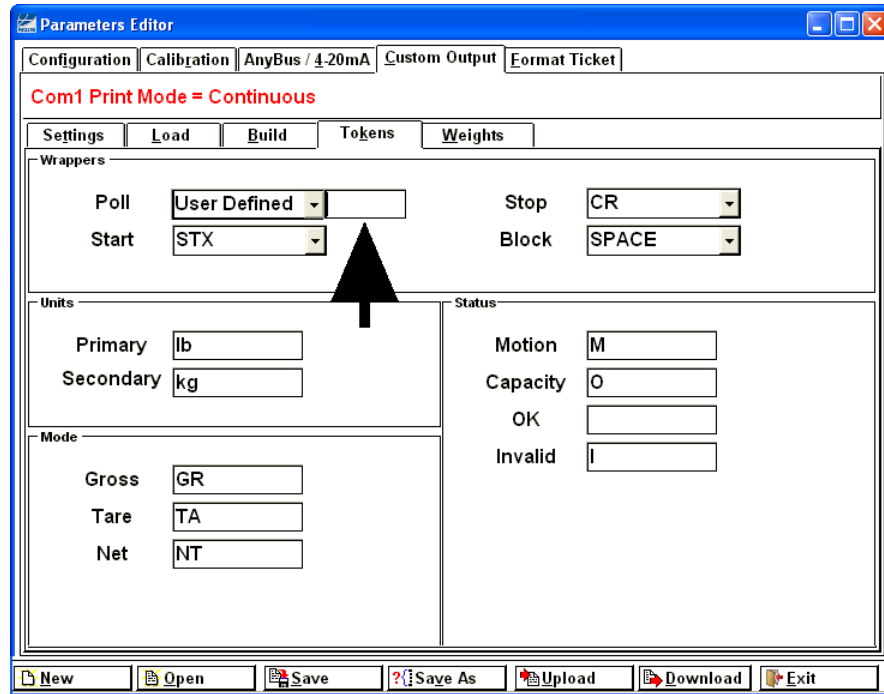 Parameters Editor
Configuration Calibration AnyBus / 4-20mA Custom Output Format Ticket
Com1 Print Mode = Continuous
Settings Load Build Tokens Weights
Wrappers
Poll User Defined Stop CR
Start STX Block SPACE
Units Status
Primary lb Motion M
Secondary kg Capacity O
OK
Mode
Invalid I
Gross GR
Tare TA
Net NT
New Open Save ?{} Save As Upload Download Exit